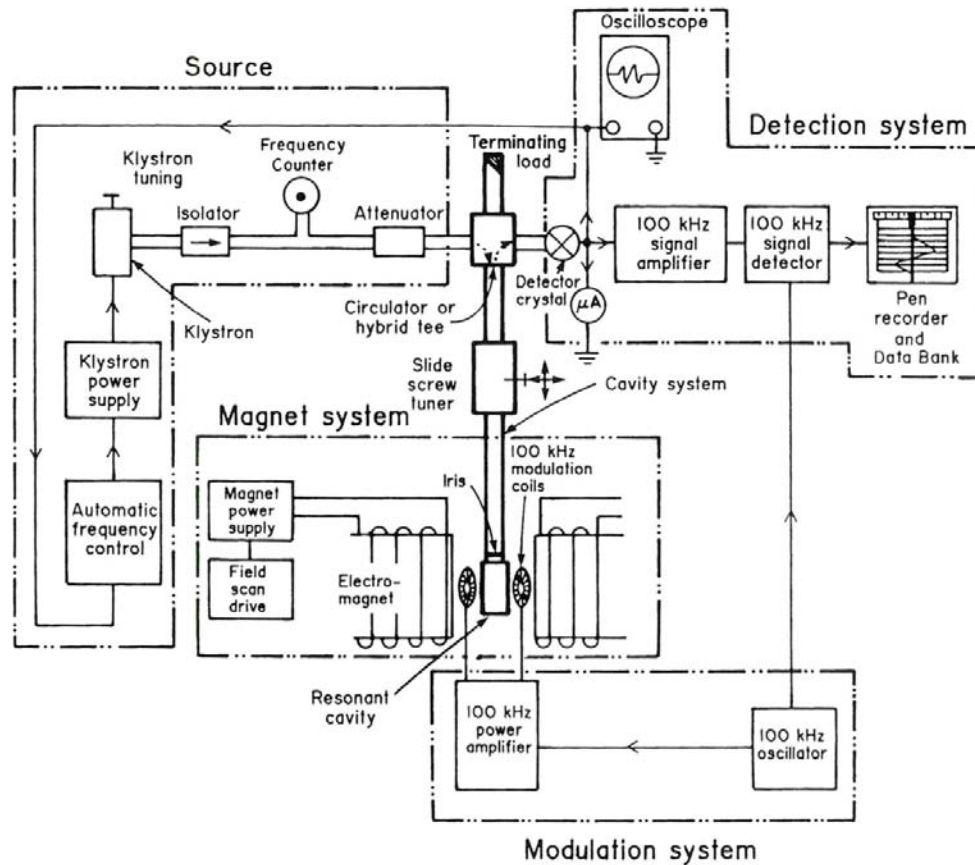 Oscilloscope
Source
Detection system
Terminating
load
Frequency
Counter
Klystron
tuning
Isolator
Attenuator
100 kHz
signal
amplifier
100 kHz
signal
detector
Detector
crystal
μA
Pen
recorder
and
Data Bank
Circulator or
hybrid tee
Klystron
Klystron
power
supply
Slide
screw
tuner
Cavity system
Magnet system
100 kHz
modulation
coils
Iris
Magnet
power
supply
Automatic
frequency
control
Field
scan
drive
Electro-
magnet
Resonant
cavity
100 kHz
power
amplifier
100 kHz
oscillator
Modulation system